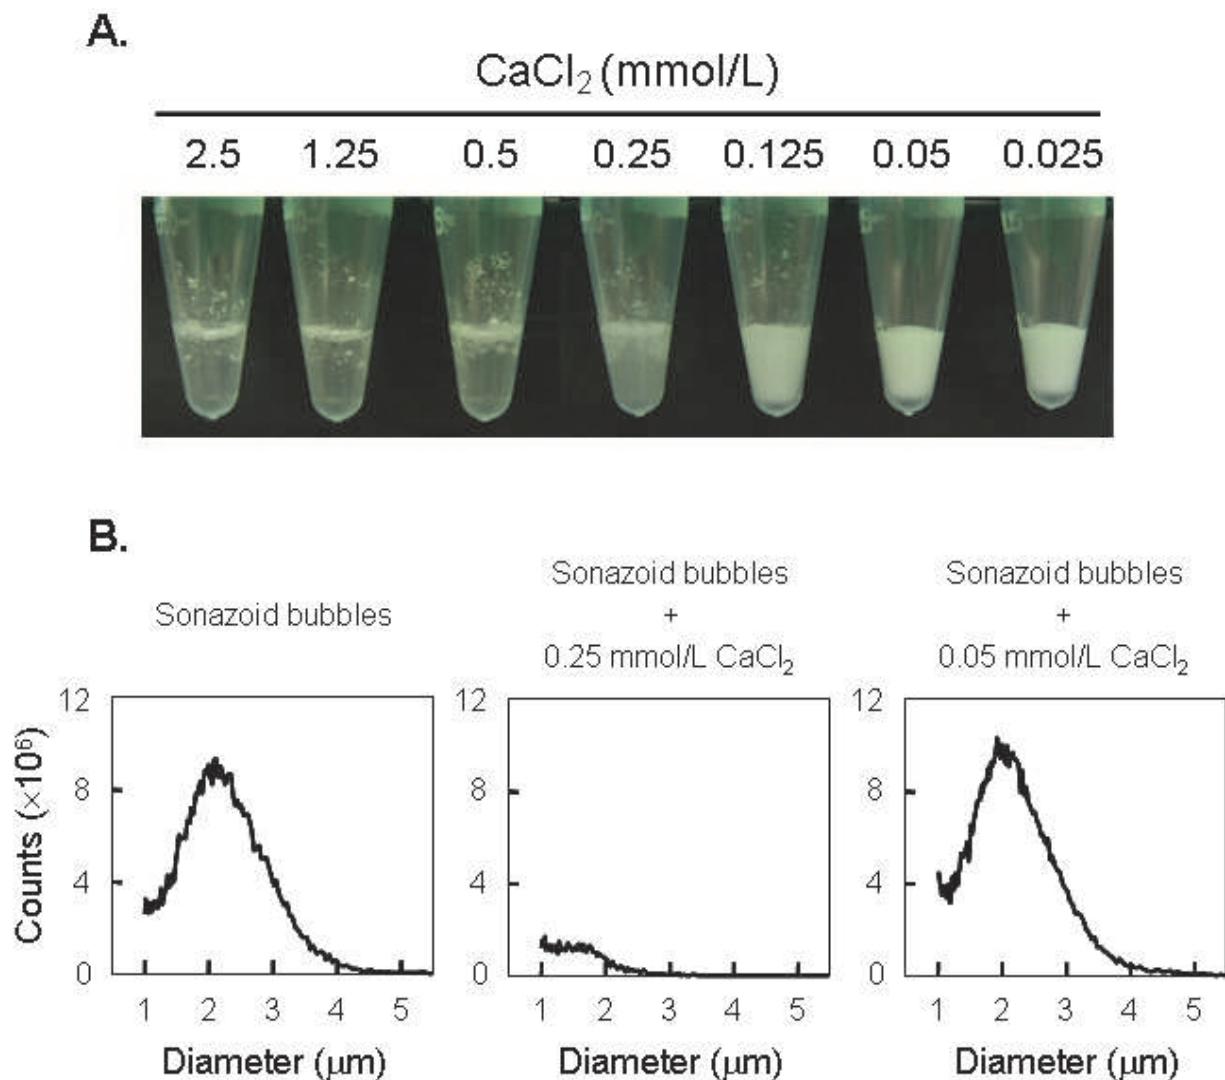 A.
CaCl₂ (mmol/L)
2.5 1.25 0.5 0.25 0.125 0.05 0.025
B.
Sonazoid bubbles
Sonazoid bubbles
+
0.25 mmol/L CaCl₂
Sonazoid bubbles
+
0.05 mmol/L CaCl₂
Counts (×10⁶)
12
8
4
0
1 2 3 4 5
Diameter (μm)
12
8
4
0
1 2 3 4 5
Diameter (μm)
12
8
4
0
1 2 3 4 5
Diameter (μm)